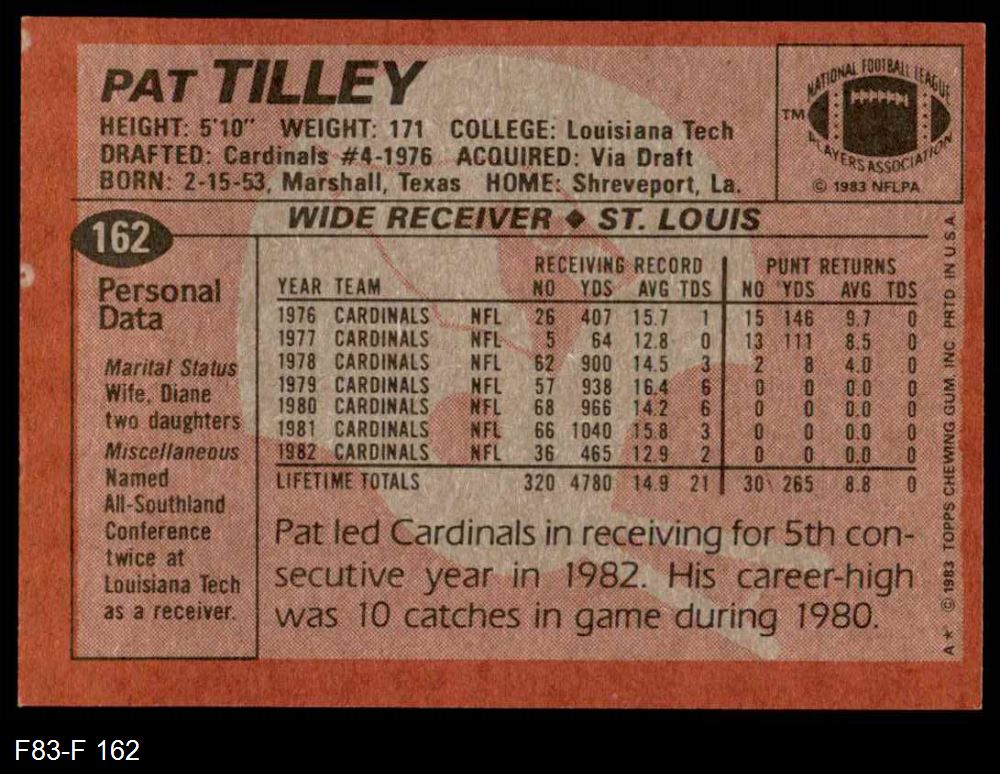 PAT TILLEY
HEIGHT: 5'10" WEIGHT: 171 COLLEGE: Louisiana Tech
DRAFTED: Cardinals #4-1976 ACQUIRED: Via Draft
BORN: 2-15-53, Marshall, Texas HOME: Shreveport, La.
NATIONAL FOOTBALL LEAGUE
TM
PLAYERS ASSOCIATION
© 1983 NFLPA
162
WIDE RECEIVER ◆ ST. LOUIS
Personal
Data
Marital Status
Wife, Diane
two daughters
Miscellaneous
Named
All-Southland
Conference
twice at
Louisiana Tech
as a receiver.
RECEIVING RECORD PUNT RETURNS
YEAR TEAM NO YDS AVG TDS NO YDS AVG TDS
1976 CARDINALS NFL 26 407 15.7 1 15 146 9.7 0
1977 CARDINALS NFL 5 64 12.8 0 13 111 8.5 0
1978 CARDINALS NFL 62 900 14.5 3 2 8 4.0 0
1979 CARDINALS NFL 57 938 16.4 6 0 0 0.0 0
1980 CARDINALS NFL 68 966 14.2 6 0 0 0.0 0
1981 CARDINALS NFL 66 1040 15.8 3 0 0 0.0 0
1982 CARDINALS NFL 36 465 12.9 2 0 0 0.0 0
LIFETIME TOTALS 320 4780 14.9 21 30 265 8.8 0
Pat led Cardinals in receiving for 5th con-
secutive year in 1982. His career-high
was 10 catches in game during 1980.
A* © 1983 TOPPS CHEWING GUM INC. PRTD IN U.S.A.
F83-F 162